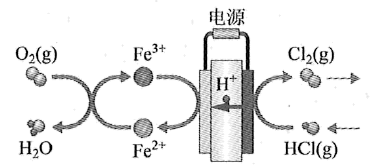 电源
O₂(g) Fe³⁺ Cl₂(g)
H⁺
H₂O Fe²⁺ HCl(g)